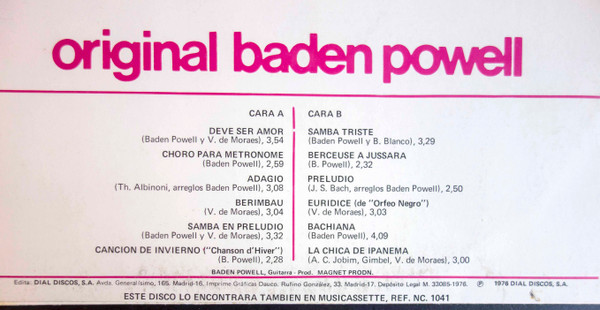 original baden powell
CARA A
DEVE SER AMOR
(Baden Powell y V. de Moraes), 3,54
CHORO PARA METRONOME
(Baden Powell), 2,59
ADAGIO
(Th. Albinoni, arreglos Baden Powell), 3,08
BERIMBAU
(V. de Moraes), 3,04
SAMBA EN PRELUDIO
(Baden Powell y V. de Moraes), 3,32
CANCION DE INVIERNO ("Chanson d'Hiver")
(B. Powell), 2,28
CARA B
SAMBA TRISTE
(Baden Powell y B. Blanco), 3,29
BERCEUSE A JUSSARA
(B. Powell), 2,32
PRELUDIO
(J. S. Bach, arreglos Baden Powell), 2,50
EURIDICE (de "Orfeo Negro")
(V. de Moraes), 3,03
BACHIANA
(Baden Powell), 4,09
LA CHICA DE IPANEMA
(A. C. Jobim, Gimbel, V. de Moraes), 3,00
BADEN POWELL, Guitarra - Prod. MAGNET PRODN.
Edita: DIAL DISCOS, S.A. Avda. Generalísimo, 165. Madrid-16. Imprime Gráficas Dauco. Rufino González, 33. Madrid-17. Depósito Legal M. 33085-1976. Ⓟ 1976 DIAL DISCOS, S.A.
ESTE DISCO LO ENCONTRARA TAMBIEN EN MUSICASSETTE, REF. NC. 1041